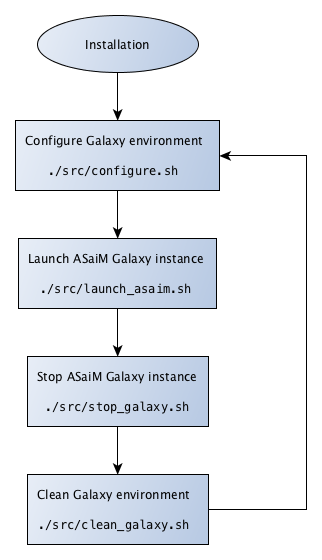 Installation
Configure Galaxy environment
./src/configure.sh
Launch ASaiM Galaxy instance
./src/launch_asaim.sh
Stop ASaiM Galaxy instance
./src/stop_galaxy.sh
Clean Galaxy environment
./src/clean_galaxy.sh